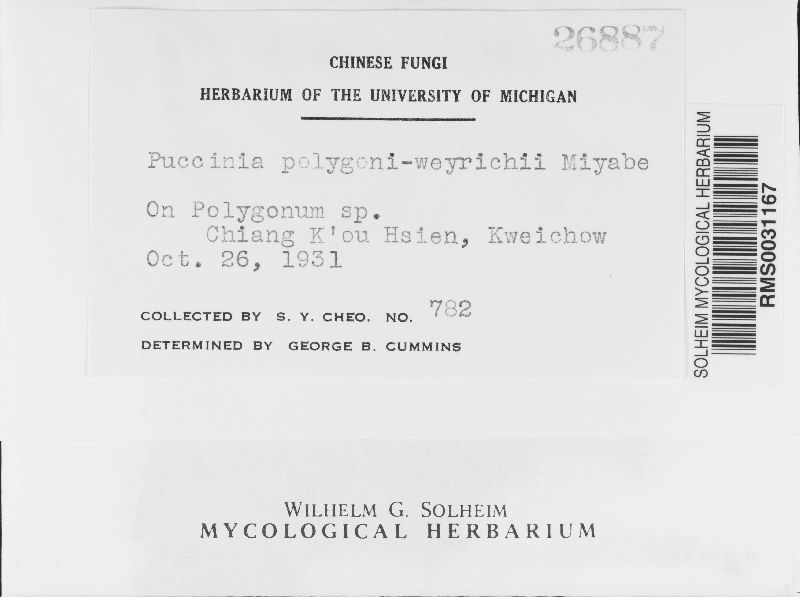 26887
CHINESE FUNGI
HERBARIUM OF THE UNIVERSITY OF MICHIGAN
Puccinia polygoni-weyrichii Miyabe
On Polygonum sp.
Chiang K'ou Hsien, Kweichow
Oct. 26, 1931
COLLECTED BY S. Y. CHEO. NO. 782
DETERMINED BY GEORGE B. CUMMINS
SOLHEIM MYCOLOGICAL HERBARIUM
RMS0031167
WILHELM G. SOLHEIM
MYCOLOGICAL HERBARIUM